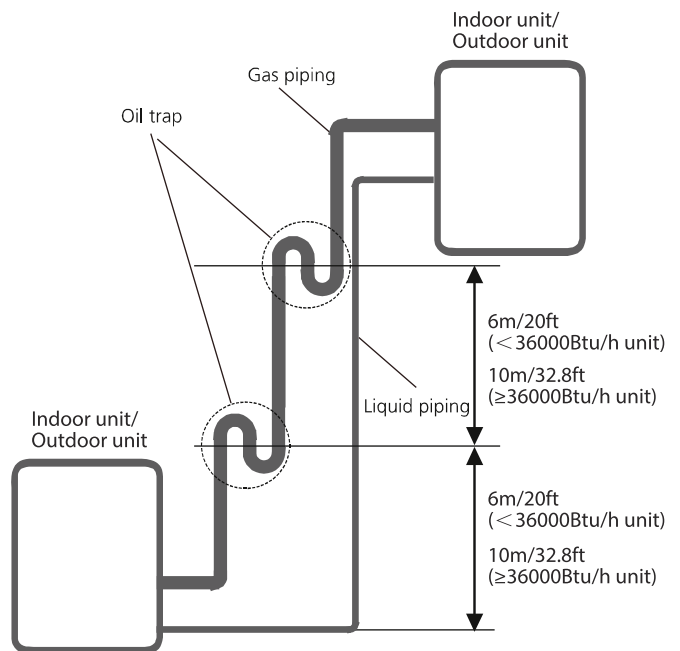 Indoor unit/
Outdoor unit
Gas piping
Oil trap
6m/20ft
(<36000Btu/h unit)
10m/32.8ft
(≥36000Btu/h unit)
Liquid piping
Indoor unit/
Outdoor unit
6m/20ft
(<36000Btu/h unit)
10m/32.8ft
(≥36000Btu/h unit)